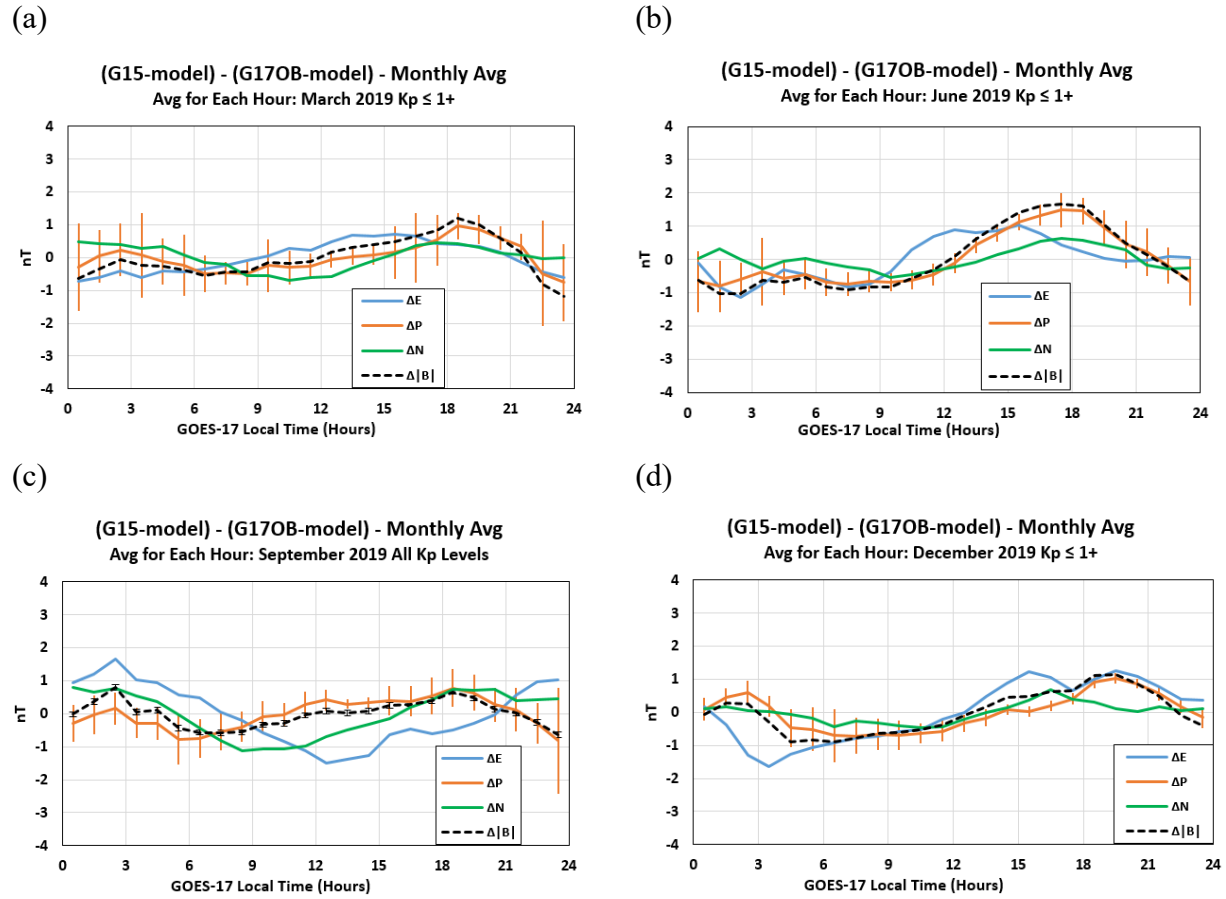 (a)
(G15-model) - (G17OB-model) - Monthly Avg
Avg for Each Hour: March 2019 Kp ≤ 1+
nT
4
3
2
1
0
-1
-2
-3
-4
ΔE
ΔP
ΔN
Δ|B|
0 3 6 9 12 15 18 21 24
GOES-17 Local Time (Hours)
(b)
(G15-model) - (G17OB-model) - Monthly Avg
Avg for Each Hour: June 2019 Kp ≤ 1+
nT
4
3
2
1
0
-1
-2
-3
-4
ΔE
ΔP
ΔN
Δ|B|
0 3 6 9 12 15 18 21 24
GOES-17 Local Time (Hours)
(c)
(G15-model) - (G17OB-model) - Monthly Avg
Avg for Each Hour: September 2019 All Kp Levels
nT
4
3
2
1
0
-1
-2
-3
-4
ΔE
ΔP
ΔN
Δ|B|
0 3 6 9 12 15 18 21 24
GOES-17 Local Time (Hours)
(d)
(G15-model) - (G17OB-model) - Monthly Avg
Avg for Each Hour: December 2019 Kp ≤ 1+
nT
4
3
2
1
0
-1
-2
-3
-4
ΔE
ΔP
ΔN
Δ|B|
0 3 6 9 12 15 18 21 24
GOES-17 Local Time (Hours)